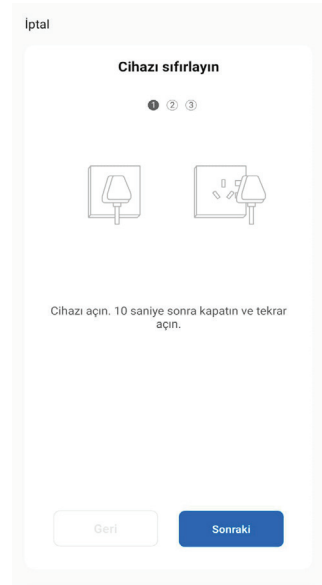 İptal
Cihazı sıfırlayın
1 2 3
Cihazı açın. 10 saniye sonra kapatın ve tekrar
açın.
Geri
Sonraki